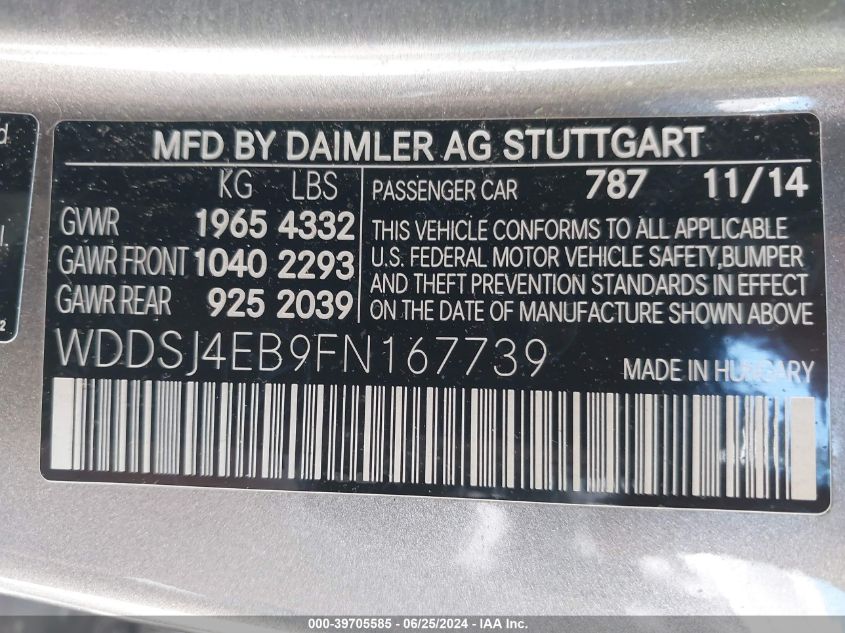 MFD BY DAIMLER AG STUTTGART
KG LBS
GVWR 1965 4332
GAWR FRONT 1040 2293
GAWR REAR 925 2039
PASSENGER CAR 787 11/14
THIS VEHICLE CONFORMS TO ALL APPLICABLE
U.S. FEDERAL MOTOR VEHICLE SAFETY,BUMPER
AND THEFT PREVENTION STANDARDS IN EFFECT
ON THE DATE OF MANUFACTURE SHOWN ABOVE
WDDSJ4EB9FN167739
MADE IN HUNGARY
000-39705585 - 06/25/2024 - IAA Inc.